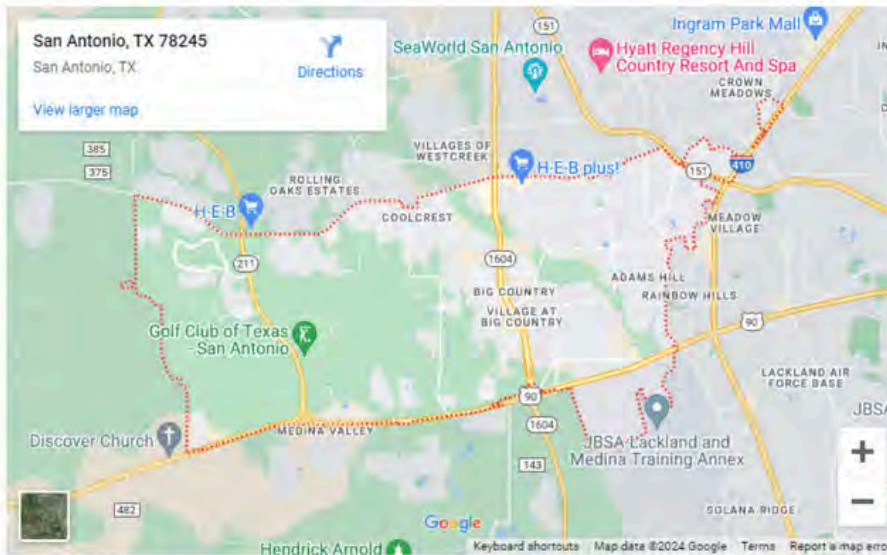 San Antonio, TX 78245
San Antonio, TX
Directions
View larger map
151
Ingram Park Mall
SeaWorld San Antonio
Hyatt Regency Hill
Country Resort And Spa
CROWN
MEADOWS
385
375
VILLAGES OF
WESTCREEK
H-E-B plus!
151
410
ROLLING
OAKS ESTATES
H-E-B
COOLCREST
MEADOW
VILLAGE
211
1604
ADAMS HILL
RAINBOW HILLS
BIG COUNTRY
VILLAGE AT
BIG COUNTRY
90
Golf Club of Texas
- San Antonio
LACKLAND AIR
FORCE BASE
90
JBSA
Discover Church
MEDINA VALLEY
1604
JBSA-Lackland and
Medina Training Annex
143
482
SOLANA RIDGE
Google
Hendrick Arnold
Keyboard shortcuts
Map data ©2024 Google
Terms
Report a map erro